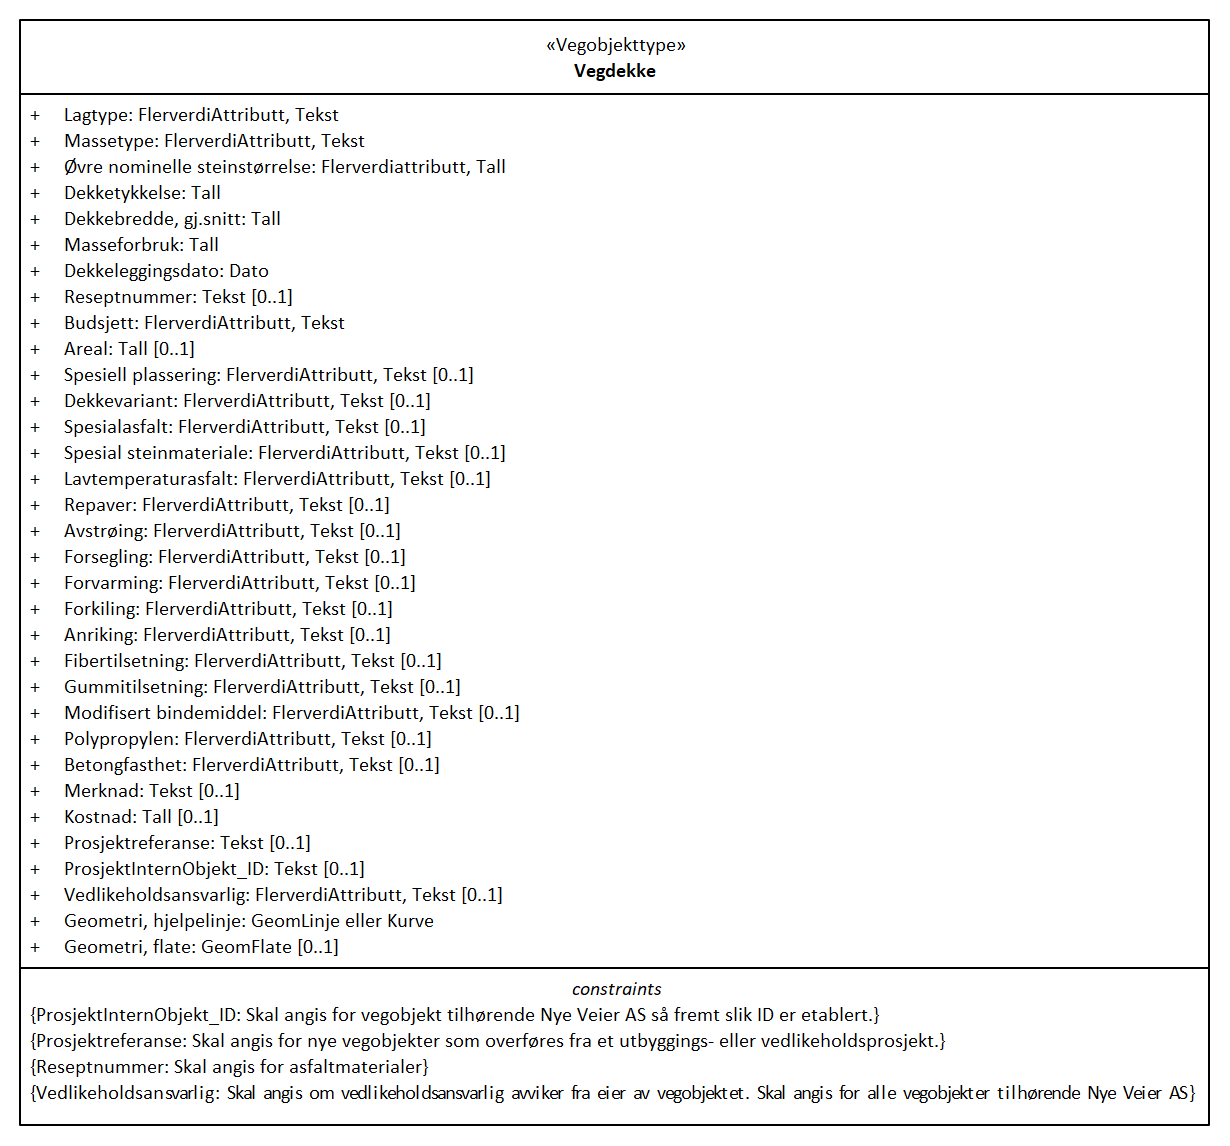 «Vegobjekttype»
Vegdekke
+ Lagtype: FlerverdiAttributt, Tekst
+ Massetype: FlerverdiAttributt, Tekst
+ Øvre nominelle steinstørrelse: Flerverdiattributt, Tall
+ Dekketykkelse: Tall
+ Dekkebredde, gj.snitt: Tall
+ Masseforbruk: Tall
+ Dekkeleggingsdato: Dato
+ Reseptnummer: Tekst [0..1]
+ Budsjett: FlerverdiAttributt, Tekst
+ Areal: Tall [0..1]
+ Spesiell plassering: FlerverdiAttributt, Tekst [0..1]
+ Dekkevariant: FlerverdiAttributt, Tekst [0..1]
+ Spesialasfalt: FlerverdiAttributt, Tekst [0..1]
+ Spesial steinmateriale: FlerverdiAttributt, Tekst [0..1]
+ Lavtemperaturasfalt: FlerverdiAttributt, Tekst [0..1]
+ Repaver: FlerverdiAttributt, Tekst [0..1]
+ Avstrøing: FlerverdiAttributt, Tekst [0..1]
+ Forsegling: FlerverdiAttributt, Tekst [0..1]
+ Forvarming: FlerverdiAttributt, Tekst [0..1]
+ Forkiling: FlerverdiAttributt, Tekst [0..1]
+ Anriking: FlerverdiAttributt, Tekst [0..1]
+ Fibertilsetning: FlerverdiAttributt, Tekst [0..1]
+ Gummitilsetning: FlerverdiAttributt, Tekst [0..1]
+ Modifisert bindemiddel: FlerverdiAttributt, Tekst [0..1]
+ Polypropylen: FlerverdiAttributt, Tekst [0..1]
+ Betongfasthet: FlerverdiAttributt, Tekst [0..1]
+ Merknad: Tekst [0..1]
+ Kostnad: Tall [0..1]
+ Prosjektreferanse: Tekst [0..1]
+ ProsjektInternObjekt_ID: Tekst [0..1]
+ Vedlikeholdsansvarlig: FlerverdiAttributt, Tekst [0..1]
+ Geometri, hjelpelinje: GeomLinje eller Kurve
+ Geometri, flate: GeomFlate [0..1]
constraints
{ProsjektInternObjekt_ID: Skal angis for vegobjekt tilhørende Nye Veier AS så fremt slik ID er etablert.}
{Prosjektreferanse: Skal angis for nye vegobjekter som overføres fra et utbyggings- eller vedlikeholdsprosjekt.}
{Reseptnummer: Skal angis for asfaltmaterialer}
{Vedlikeholdsansvarlig: Skal angis om vedlikeholdsansvarlig avviker fra eier av vegobjektet. Skal angis for alle vegobjekter tilhørende Nye Veier AS}